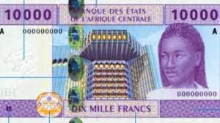 10000 BANQUE DES ÉTATS 10000
DE L'AFRIQUE CENTRALE
A 000000000 A
000000000
DIX MILLE FRANCS